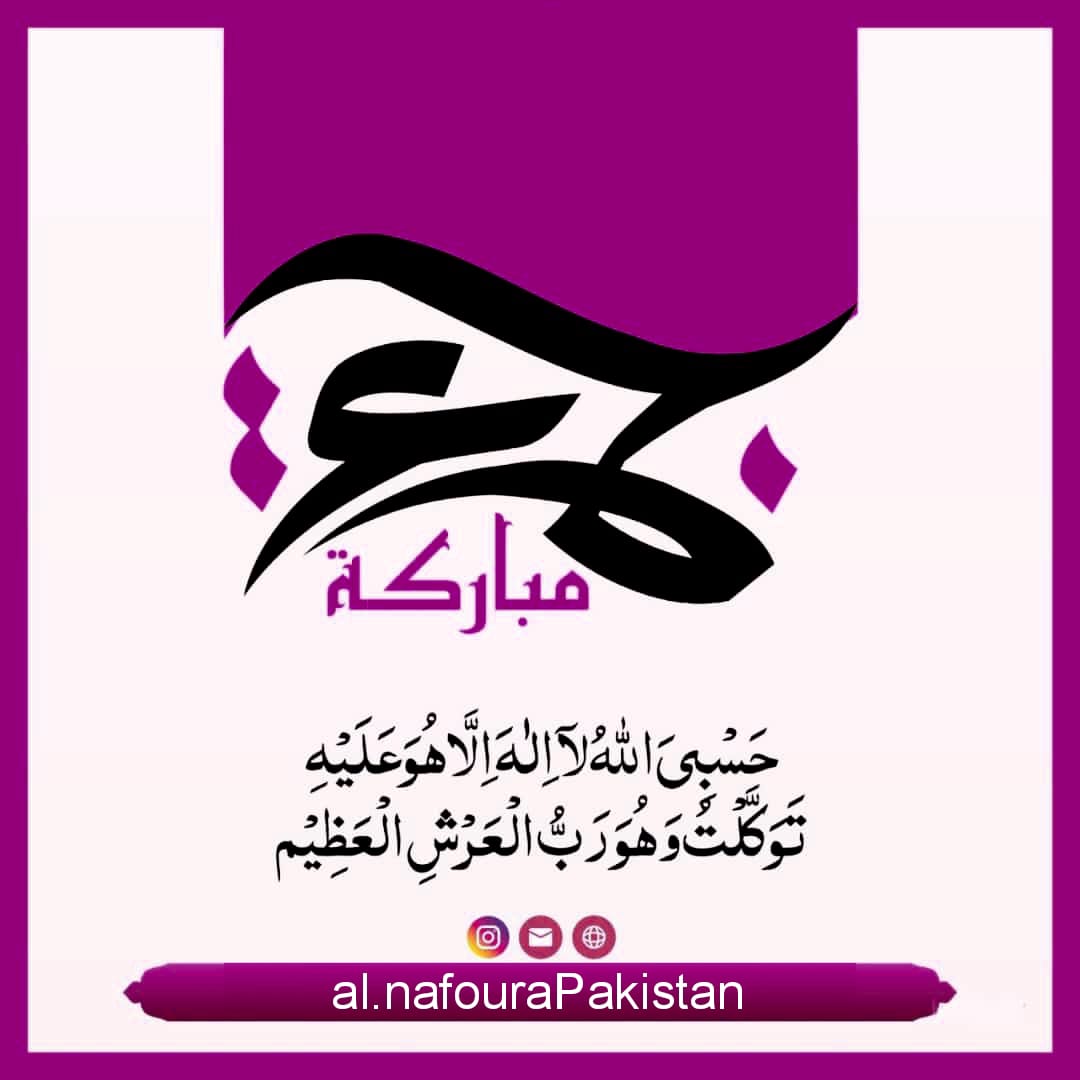 جمعة
مباركة
حَسْبِیَ اللّٰهُ لَاۤ اِلٰهَ اِلَّا هُوَ عَلَیْهِ
تَوَكَّلْتُ وَ هُوَ رَبُّ الْعَرْشِ الْعَظِیْم
al.nafouraPakistan